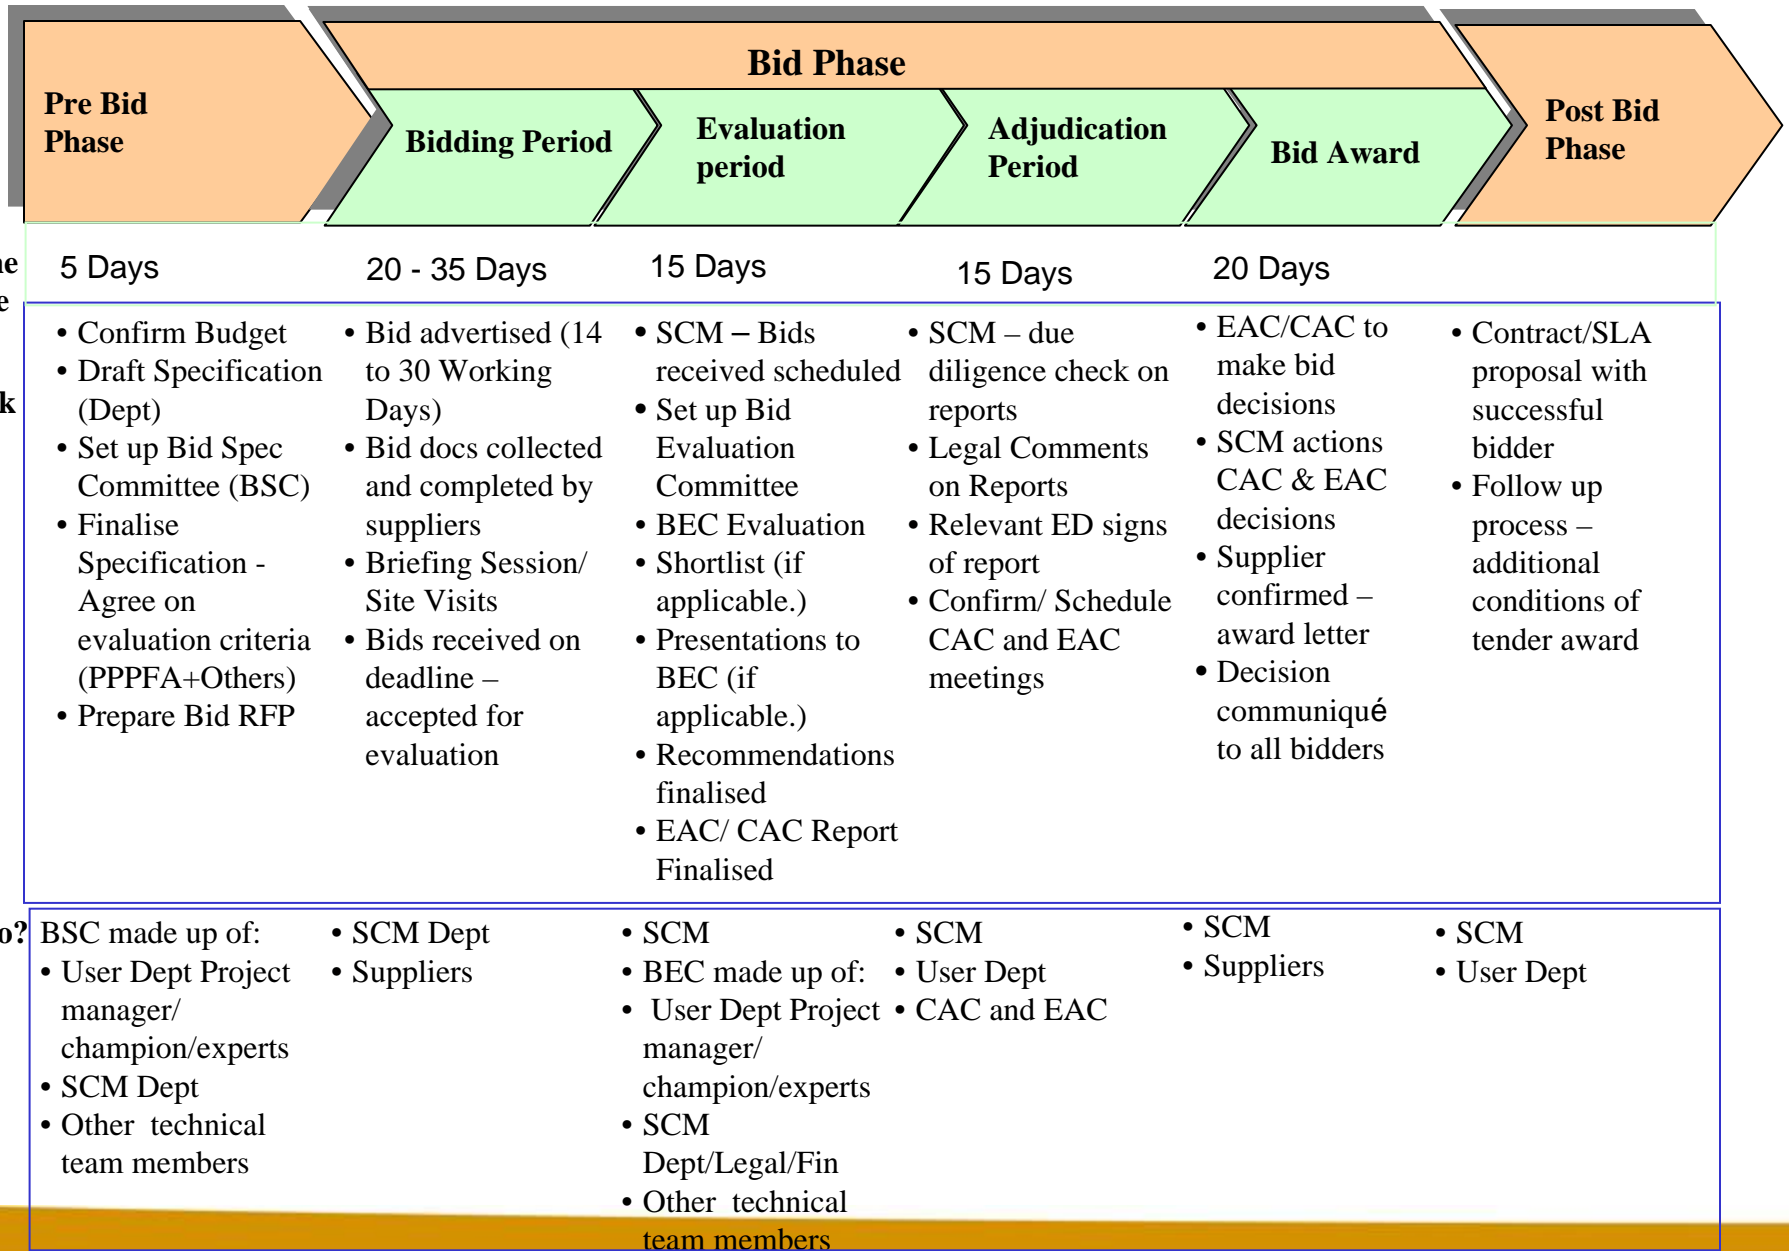 Bid Phase
Pre Bid
Phase
Bidding Period
Evaluation
period
Adjudication
Period
Bid Award
Post Bid
Phase
5 Days
20 - 35 Days
15 Days
15 Days
20 Days
• Confirm Budget
• Draft Specification
(Dept)
• Set up Bid Spec
Committee (BSC)
• Finalise
Specification -
Agree on
evaluation criteria
(PPPFA+Others)
• Prepare Bid RFP
• Bid advertised (14
to 30 Working
Days)
• Bid docs collected
and completed by
suppliers
• Briefing Session/
Site Visits
• Bids received on
deadline –
accepted for
evaluation
• SCM – Bids
received scheduled
• Set up Bid
Evaluation
Committee
• BEC Evaluation
• Shortlist (if
applicable.)
• Presentations to
BEC (if
applicable.)
• Recommendations
finalised
• EAC/ CAC Report
Finalised
• SCM – due
diligence check on
reports
• Legal Comments
on Reports
• Relevant ED signs
of report
• Confirm/ Schedule
CAC and EAC
meetings
• EAC/CAC to
make bid
decisions
• SCM actions
CAC & EAC
decisions
• Supplier
confirmed –
award letter
• Decision
communiqué
to all bidders
• Contract/SLA
proposal with
successful
bidder
• Follow up
process –
additional
conditions of
tender award
BSC made up of:
• User Dept Project
manager/
champion/experts
• SCM Dept
• Other technical
team members
• SCM Dept
• Suppliers
• SCM
• BEC made up of:
• User Dept Project
manager/
champion/experts
• SCM
Dept/Legal/Fin
• Other technical
team members
• SCM
• User Dept
• CAC and EAC
• SCM
• Suppliers
• SCM
• User Dept